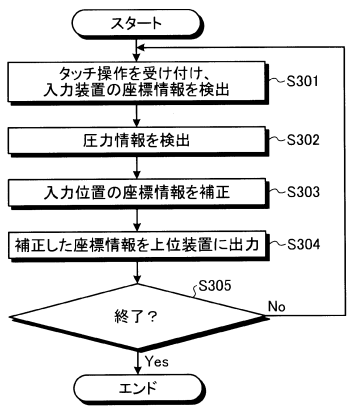 スタート
タッチ操作を受け付け、
入力装置の座標情報を検出
S301
圧力情報を検出
S302
入力位置の座標情報を補正
S303
補正した座標情報を上位装置に出力
S304
S305
終了？
No
Yes
エンド